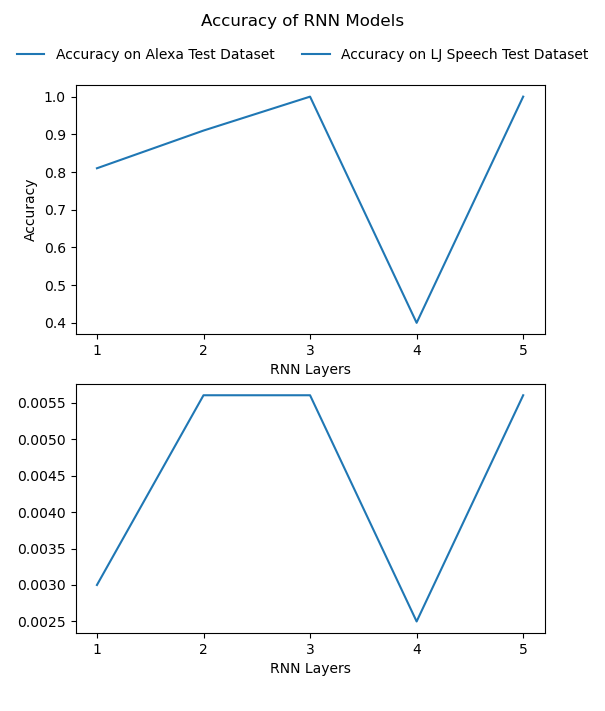 Accuracy of RNN Models
Accuracy on Alexa Test Dataset Accuracy on LJ Speech Test Dataset
1.0
0.9
0.8
0.7
0.6
0.5
0.4
Accuracy
1 2 3 4 5
RNN Layers
0.0055
0.0050
0.0045
0.0040
0.0035
0.0030
0.0025
1 2 3 4 5
RNN Layers